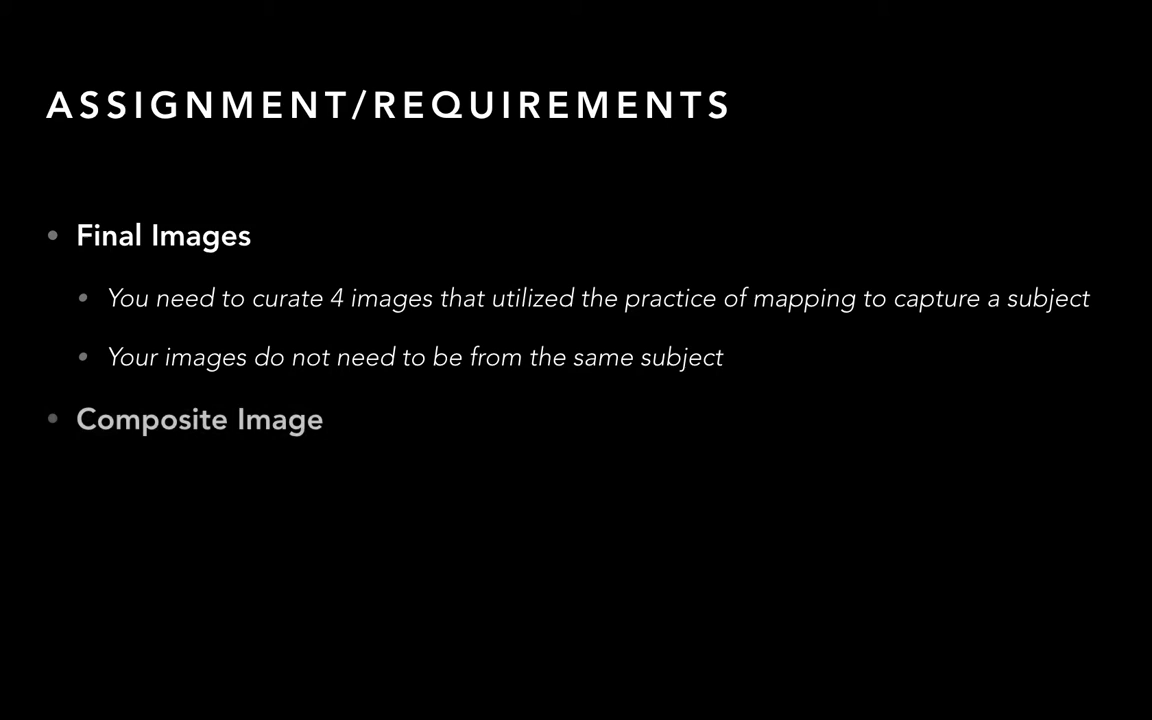 ASSIGNMENT/REQUIREMENTS
• Final Images
• You need to curate 4 images that utilized the practice of mapping to capture a subject
• Your images do not need to be from the same subject
• Composite Image